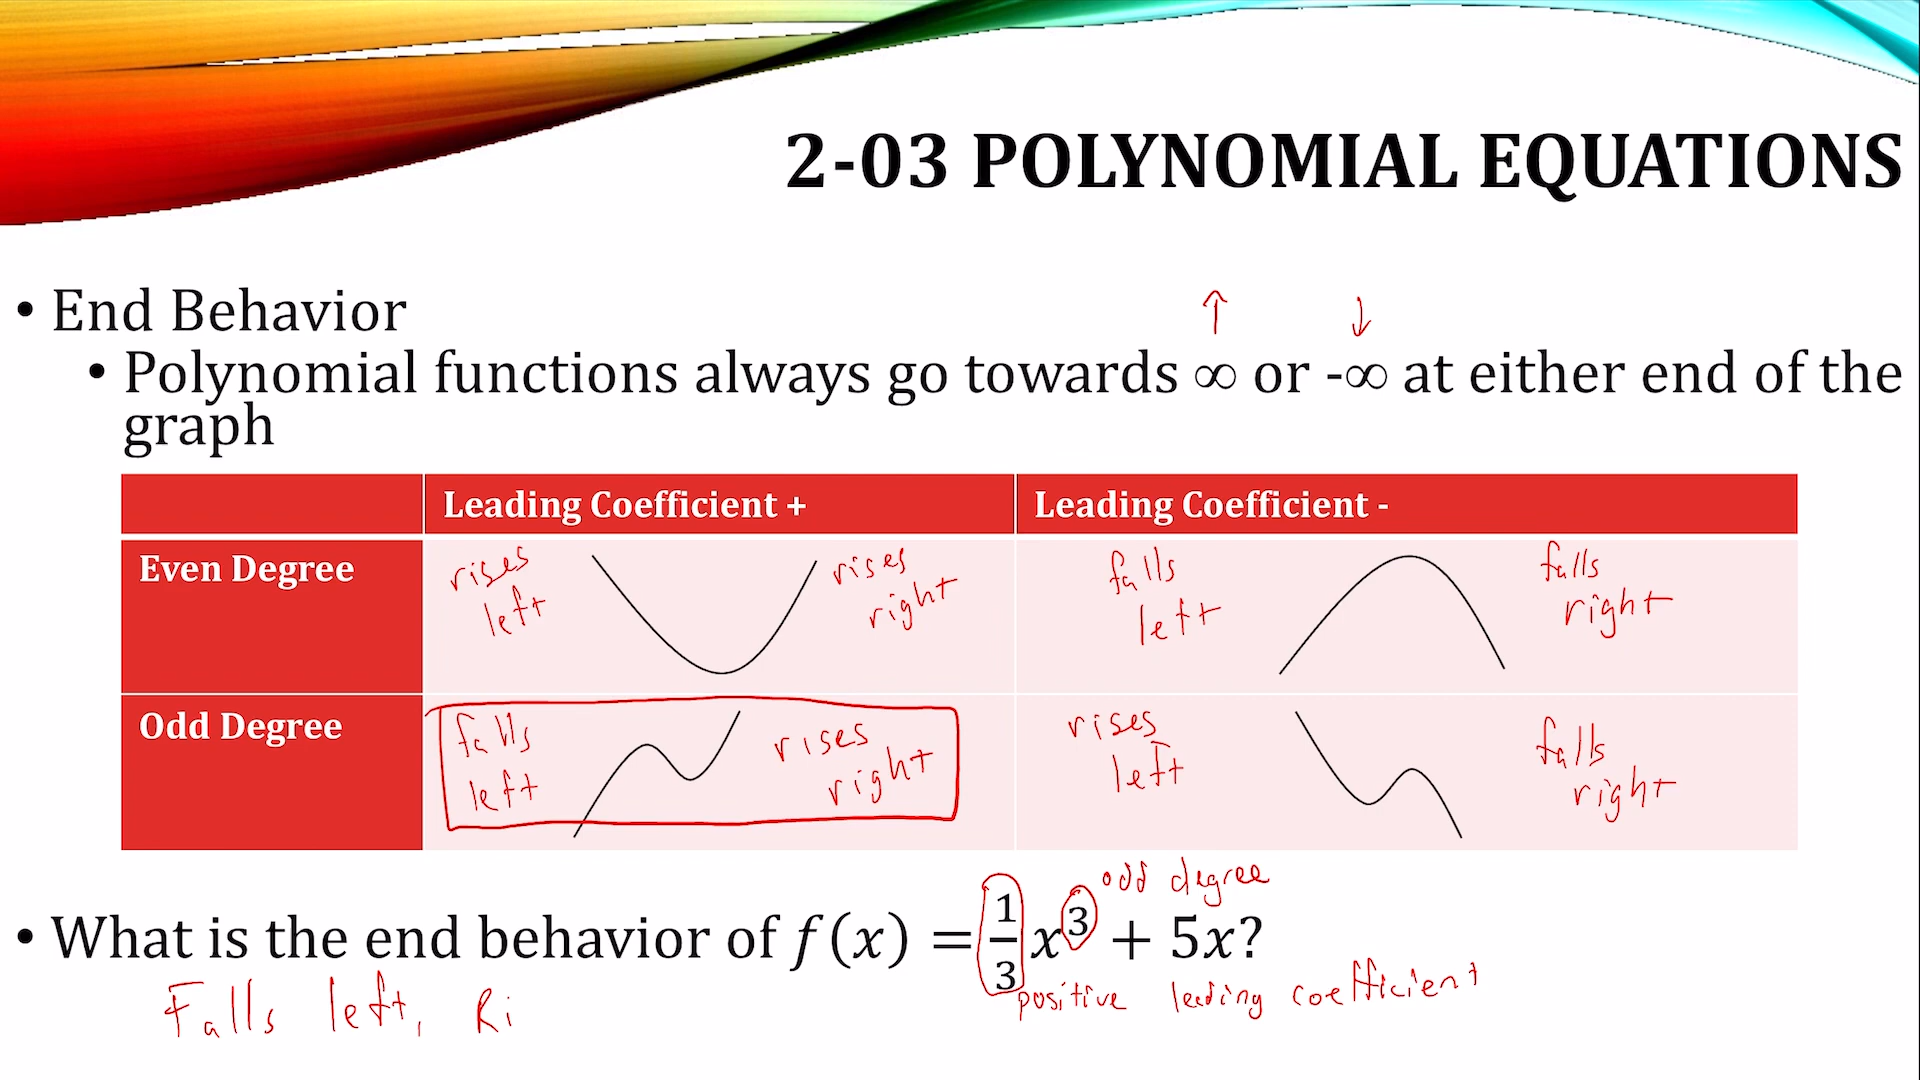 2-03 POLYNOMIAL EQUATIONS
• End Behavior
↑ ↓
• Polynomial functions always go towards ∞ or -∞ at either end of the
graph
Leading Coefficient + Leading Coefficient -
Even Degree
rises
left
rises
right
falls
left
falls
right
Odd Degree
falls
left
rises
right
rises
left
falls
right
odd degree
• What is the end behavior of f(x) = 1/3 x³ + 5x?
positive leading coefficient
Falls left, Ri